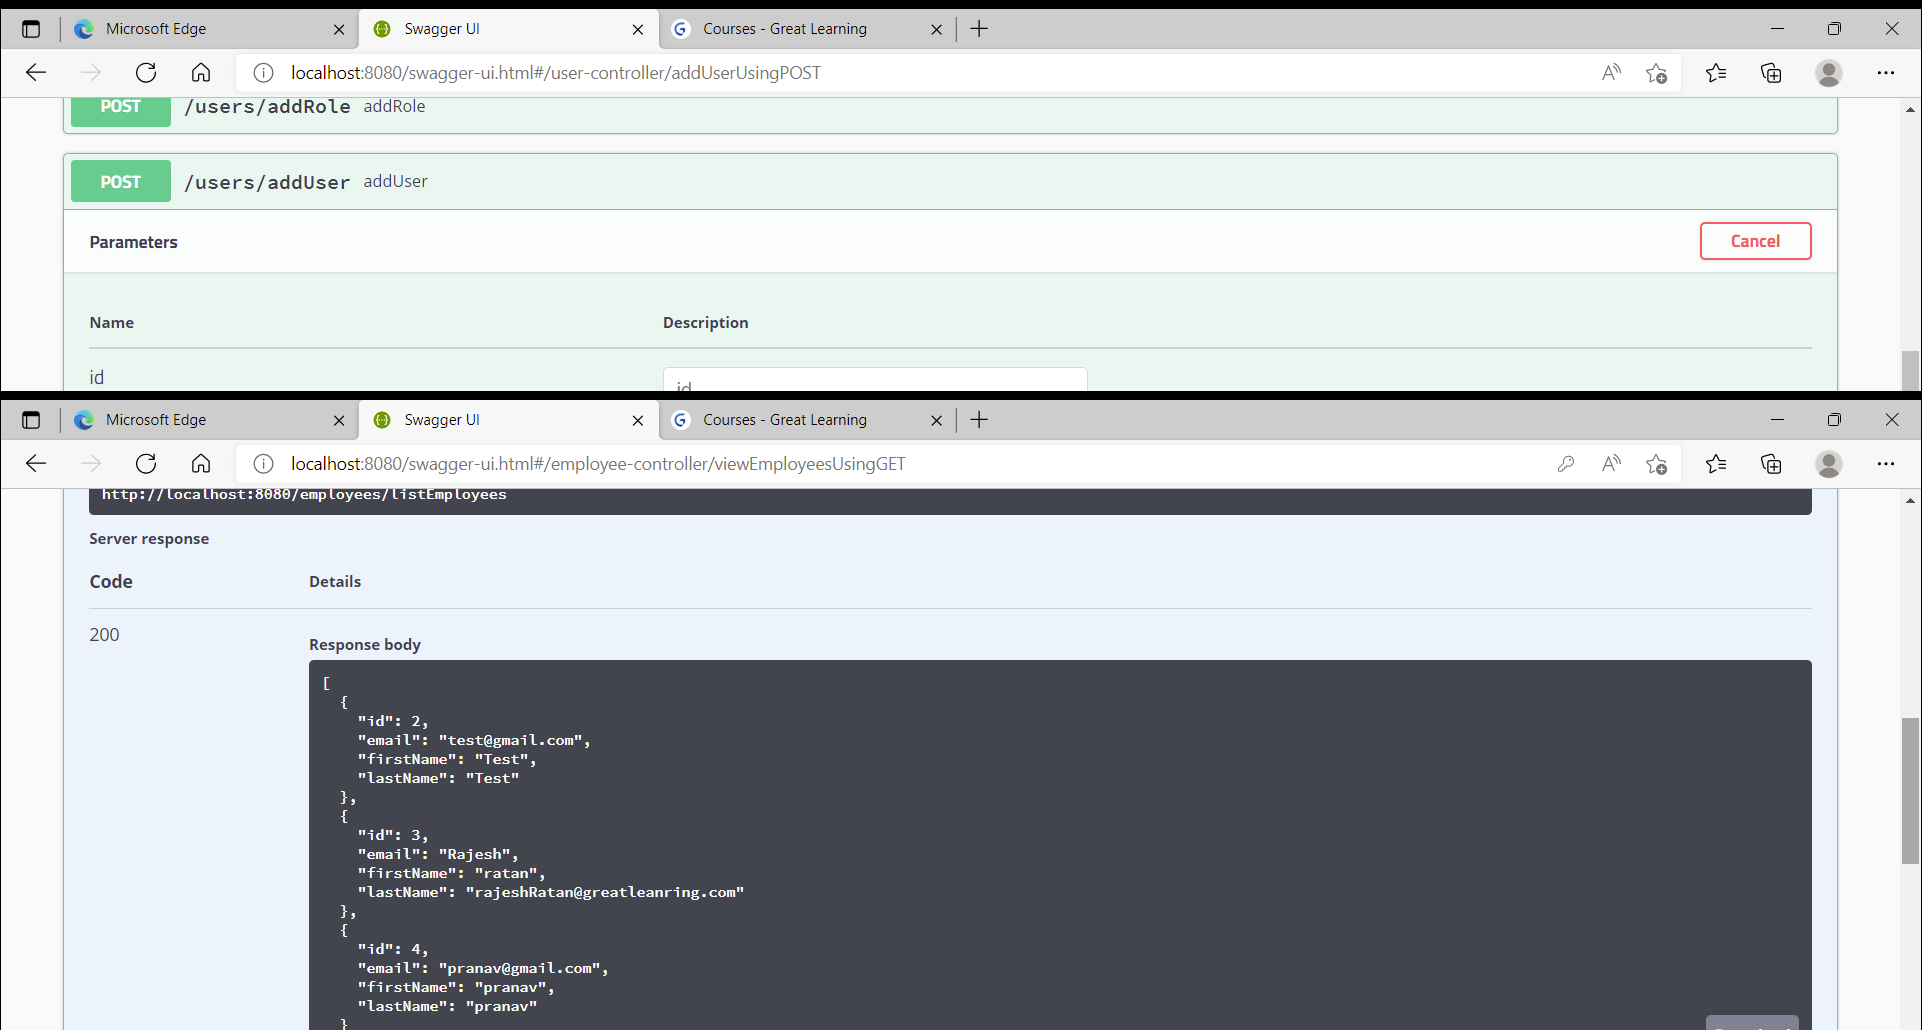 Microsoft Edge
Swagger UI
Courses - Great Learning
localhost:8080/swagger-ui.html#/user-controller/addUserUsingPOST
POST /users/addRole addRole
POST /users/addUser addUser
Parameters
Cancel
Name Description
id
id
Microsoft Edge
Swagger UI
Courses - Great Learning
localhost:8080/swagger-ui.html#/employee-controller/viewEmployeesUsingGET
http://localhost:8080/employees/listEmployees
Server response
Code Details
200
Response body
[
{
"id": 2,
"email": "test@gmail.com",
"firstName": "Test",
"lastName": "Test"
},
{
"id": 3,
"email": "Rajesh",
"firstName": "ratan",
"lastName": "rajeshRatan@greatleanring.com"
},
{
"id": 4,
"email": "pranav@gmail.com",
"firstName": "pranav",
"lastName": "pranav"
}